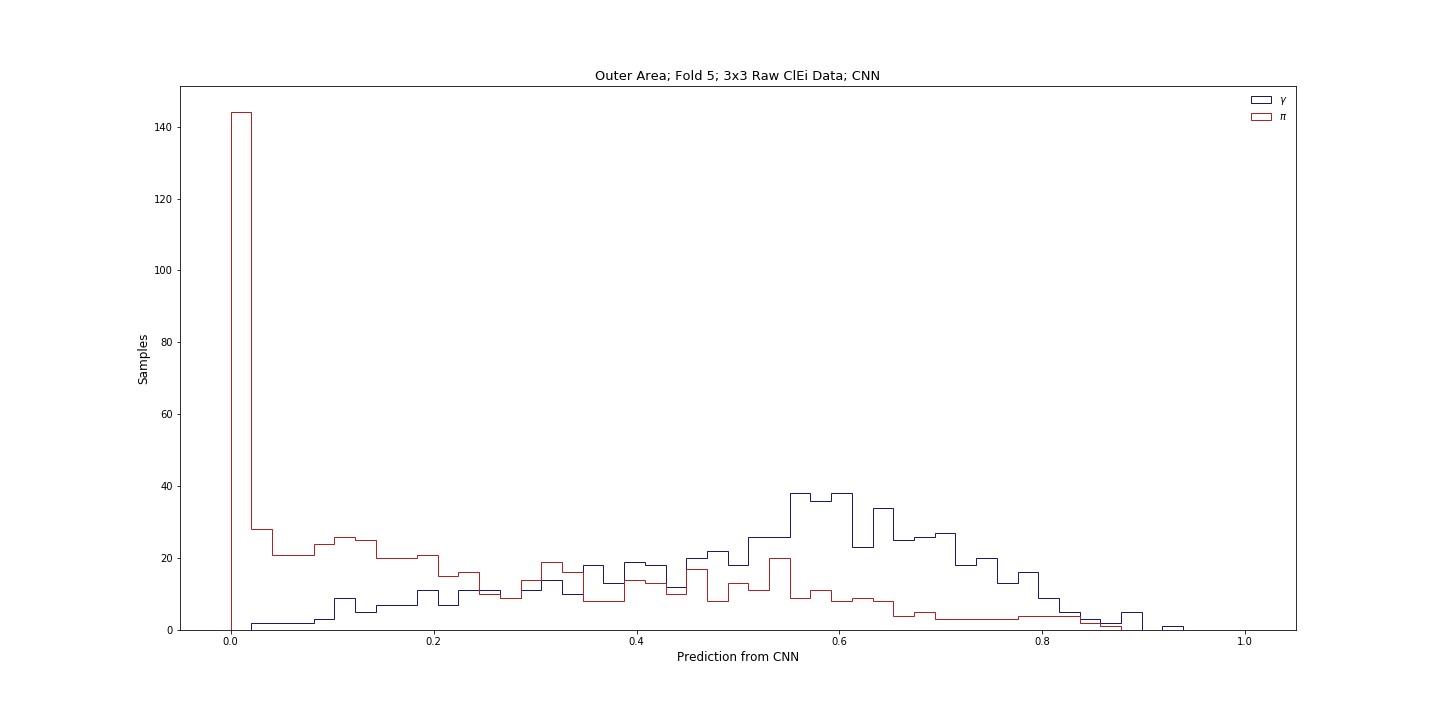 Outer Area; Fold 5; 3x3 Raw ClEi Data; CNN
γ
π
140
120
100
80
60
40
20
0
Samples
0.0 0.2 0.4 0.6 0.8 1.0
Prediction from CNN